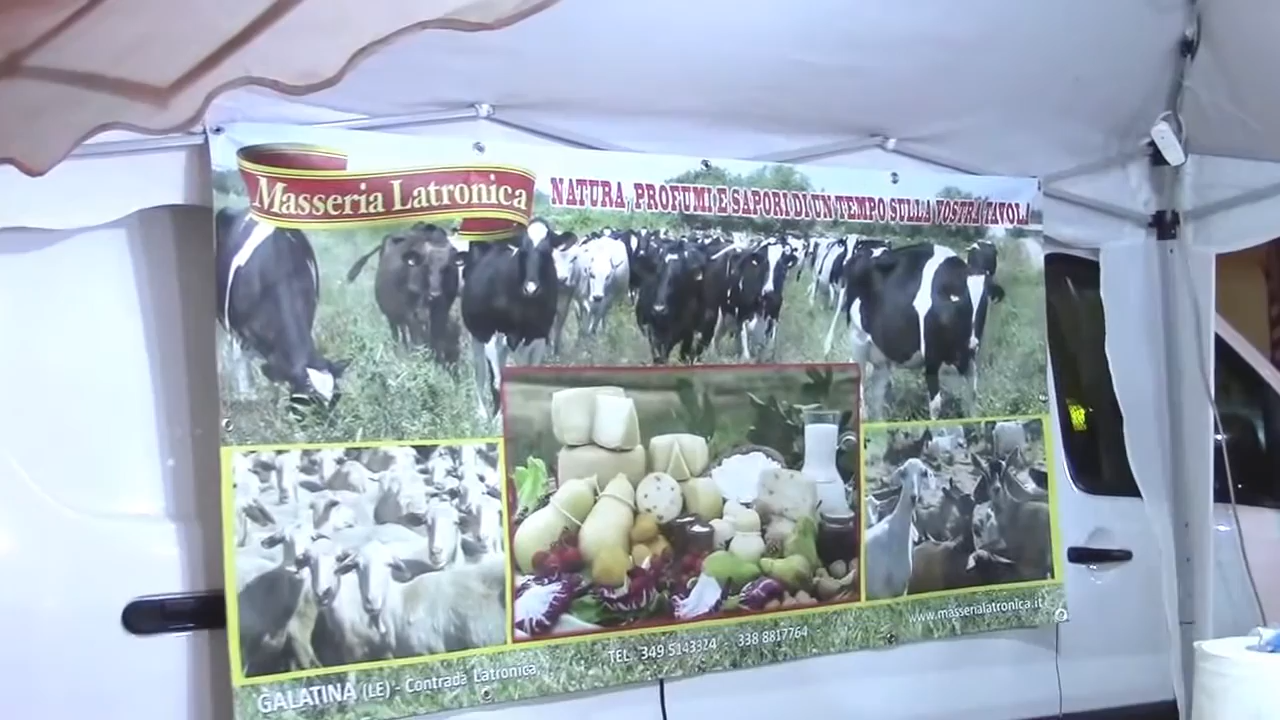 Masseria Latronica
NATURA, PROFUMI E SAPORI DI UN TEMPO SULLA VOSTRA TAVOLA
www.masserialatronica.it
TEL. 349 5143324 - 338 8817764
GALATINA (LE) - Contrada Latronica,